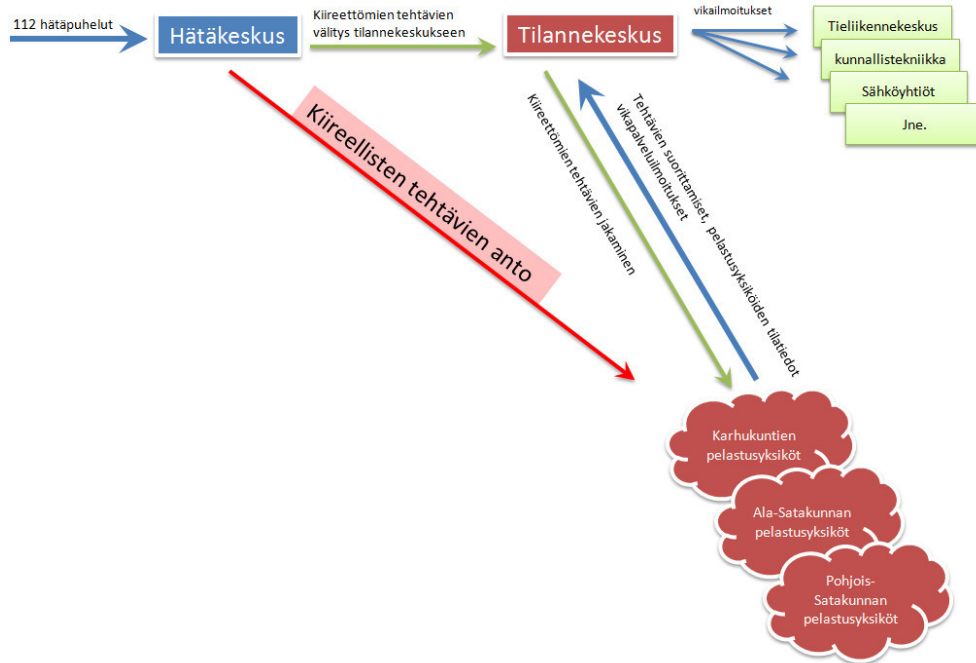 112 hätäpuhelut
Hätäkeskus
Kiireettömien tehtävien
välitys tilannekeskukseen
Tilannekeskus
vikailmoitukset
Tieliikennekeskus
kunnallistekniikka
Sähköyhtiöt
Jne.
Kiireellisten tehtävien anto
Kiireettömien tehtävien jakaminen
Tehtävien suorittamiset, pelastusyksiköiden tilatiedot
vikapalveluilmoitukset
Karhukuntien
pelastusyksiköt
Ala-Satakunnan
pelastusyksiköt
Pohjois-
Satakunnan
pelastusyksiköt